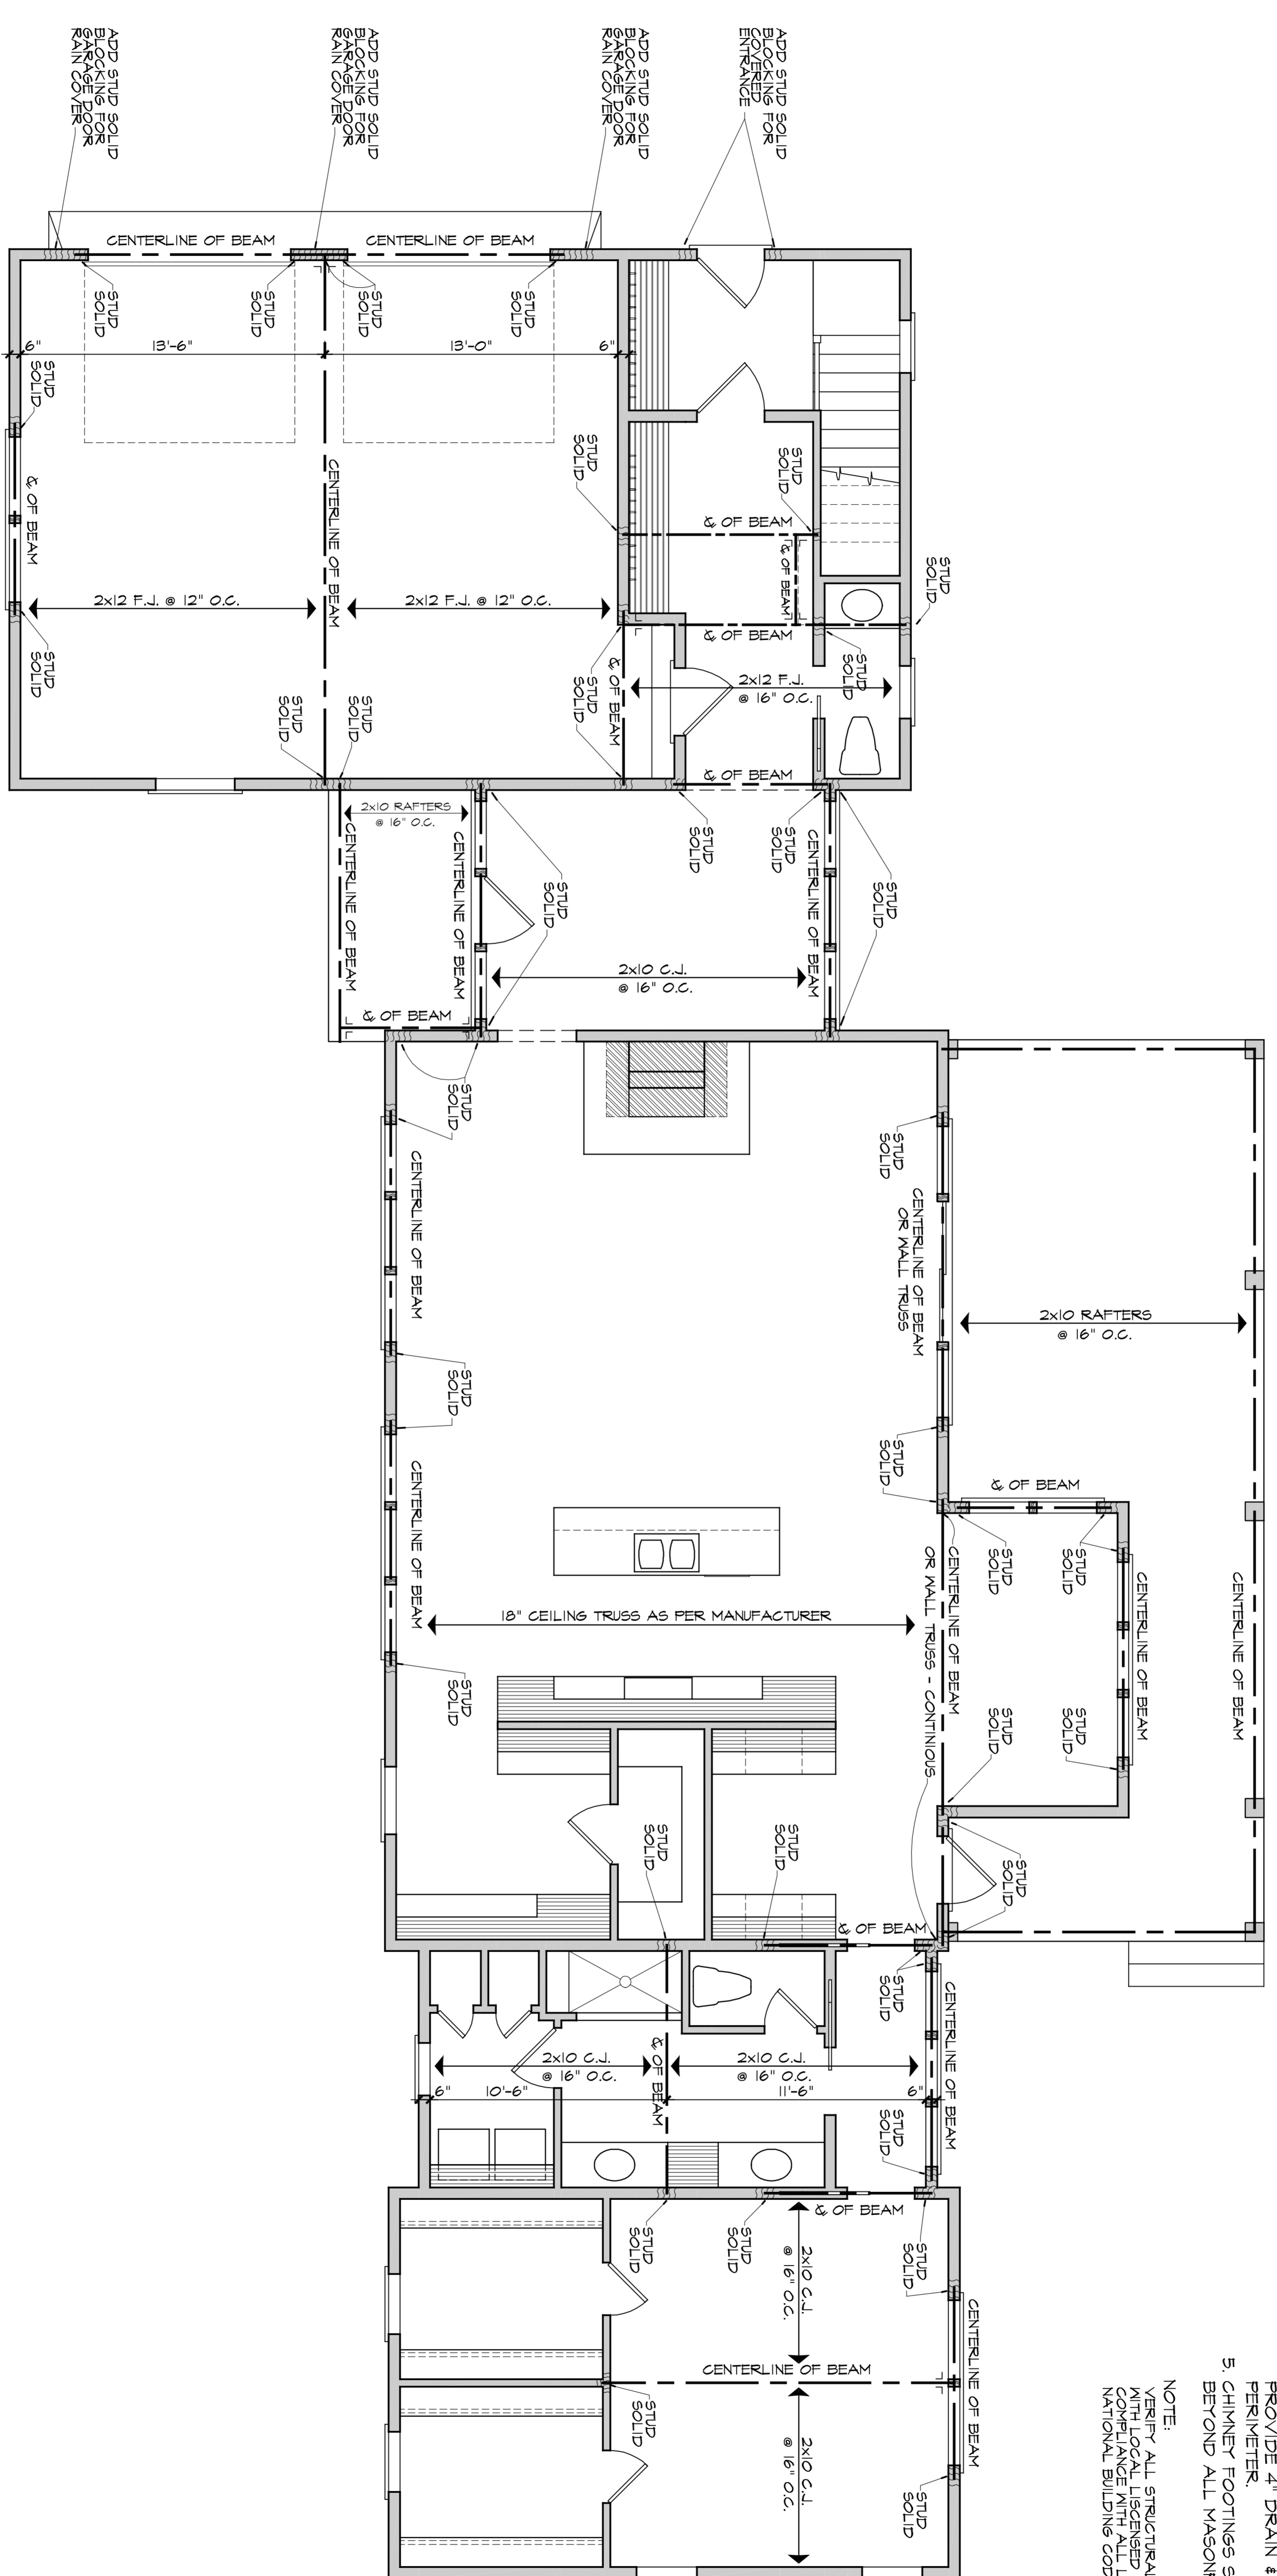 ADD STUD SOLID
BLOCKING FOR
GARAGE DOOR
RAIN COVER
ADD STUD SOLID
BLOCKING FOR
GARAGE DOOR
RAIN COVER
ADD STUD SOLID
BLOCKING FOR
GARAGE DOOR
RAIN COVER
ADD STUD SOLID
BLOCKING FOR
COVERED
ENTRANCE
CENTERLINE OF BEAM
CENTERLINE OF BEAM
STUD
SOLID
STUD
SOLID
STUD
SOLID
STUD
SOLID
6"
13'-6"
13'-0"
6"
STUD
SOLID
STUD
SOLID
STUD
SOLID
℄ OF BEAM
CENTERLINE OF BEAM
℄ OF BEAM
℄ OF BEAM
STUD
SOLID
2x12 F.J. @ 12" O.C.
2x12 F.J. @ 12" O.C.
℄ OF BEAM
STUD
SOLID
STUD
SOLID
℄ OF BEAM
STUD
SOLID
2x12 F.J.
@ 16" O.C.
STUD
SOLID
STUD
SOLID
℄ OF BEAM
2x10 RAFTERS
@ 16" O.C.
CENTERLINE OF BEAM
CENTERLINE OF BEAM
STUD
SOLID
STUD
SOLID
CENTERLINE OF BEAM
STUD
SOLID
STUD
SOLID
2x10 C.J.
@ 16" O.C.
℄ OF BEAM
STUD
SOLID
STUD
SOLID
CENTERLINE OF BEAM
CENTERLINE OF BEAM
OR WALL TRUSS
2x10 RAFTERS
@ 16" O.C.
STUD
SOLID
STUD
SOLID
CENTERLINE OF BEAM
℄ OF BEAM
STUD
SOLID
STUD
SOLID
CENTERLINE OF BEAM
CENTERLINE OF BEAM
CENTERLINE OF BEAM
OR WALL TRUSS - CONTINIOUS
18" CEILING TRUSS AS PER MANUFACTURER
STUD
SOLID
STUD
SOLID
STUD
SOLID
STUD
SOLID
STUD
SOLID
STUD
SOLID
℄ OF BEAM
STUD
SOLID
CENTERLINE OF BEAM
2x10 C.J.
@ 16" O.C.
℄ OF BEAM
2x10 C.J.
@ 16" O.C.
6"
10'-6"
11'-6"
6"
STUD
SOLID
℄ OF BEAM
STUD
SOLID
STUD
SOLID
STUD
SOLID
2x10 C.J.
@ 16" O.C.
CENTERLINE OF BEAM
CENTERLINE OF BEAM
STUD
SOLID
2x10 C.J.
@ 16" O.C.
STUD
SOLID
PROVIDE 4" DRAIN &
PERIMETER.
5. CHIMNEY FOOTINGS
BEYOND ALL
NOTE:
VERIFY ALL
WITH LOCAL LISCENSED
COMPLIANCE WITH ALL
NATIONAL BUILDING